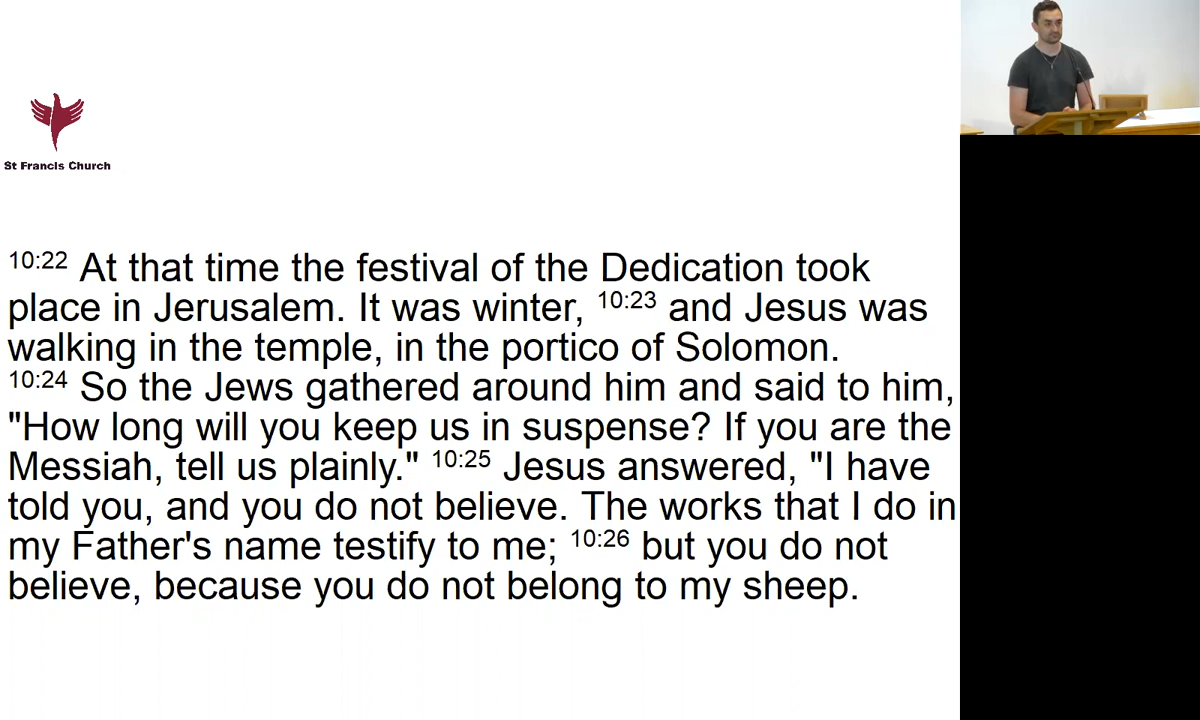 St Francis Church
10:22 At that time the festival of the Dedication took
place in Jerusalem. It was winter, 10:23 and Jesus was
walking in the temple, in the portico of Solomon.
10:24 So the Jews gathered around him and said to him,
"How long will you keep us in suspense? If you are the
Messiah, tell us plainly." 10:25 Jesus answered, "I have
told you, and you do not believe. The works that I do in
my Father's name testify to me; 10:26 but you do not
believe, because you do not belong to my sheep.